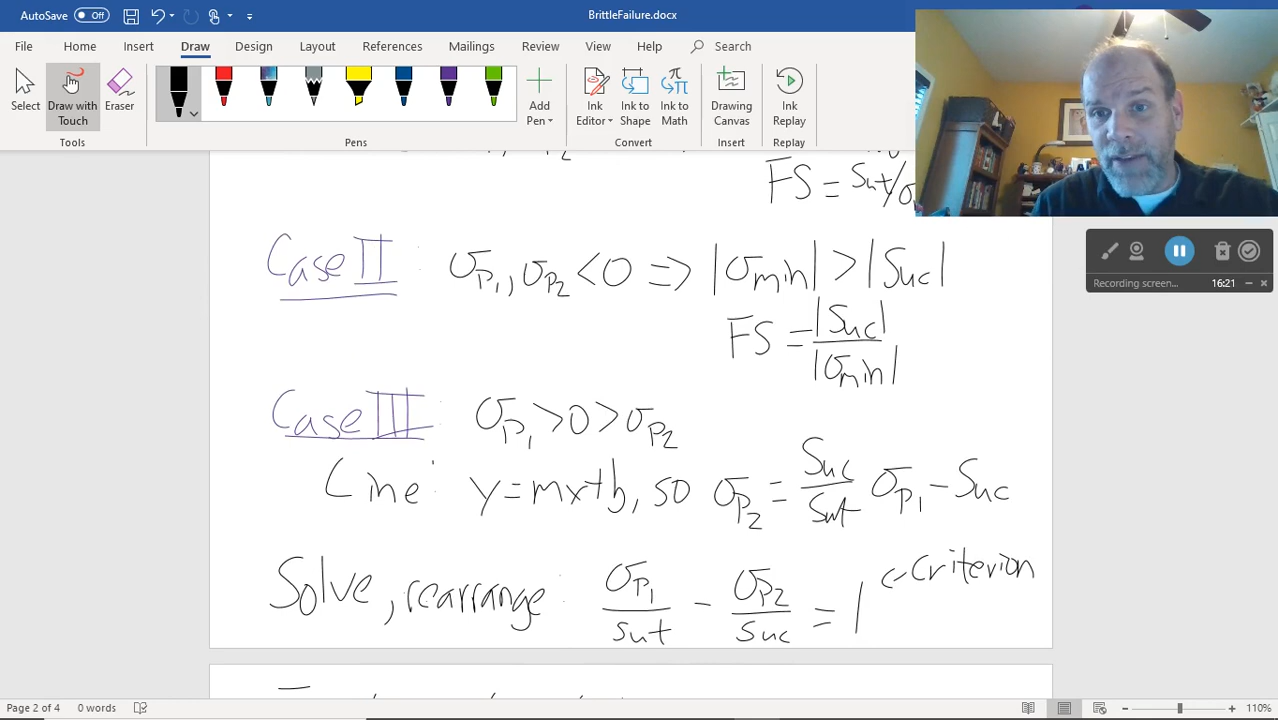 AutoSave Off BrittleFailure.docx
File Home Insert Draw Design Layout References Mailings Review View Help Search
Select Draw with Touch Eraser Add Pen Ink Editor Ink to Shape Ink to Math Drawing Canvas Ink Replay
Tools Pens Convert Insert Replay
FS = Sut/σ
Case II : σP1, σP2 < 0 ⇒ |σmin| > |Suc|
FS = |Suc| / |σmin|
Case III : σP1 > 0 > σP2
Line: y = mx + b, so σP2 = Suc/Sut σP1 - Suc
Solve, rearrange: σP1/Sut - σP2/Suc = 1 ← Criterion
Recording screen... 16:21
Page 2 of 4 0 words 110%